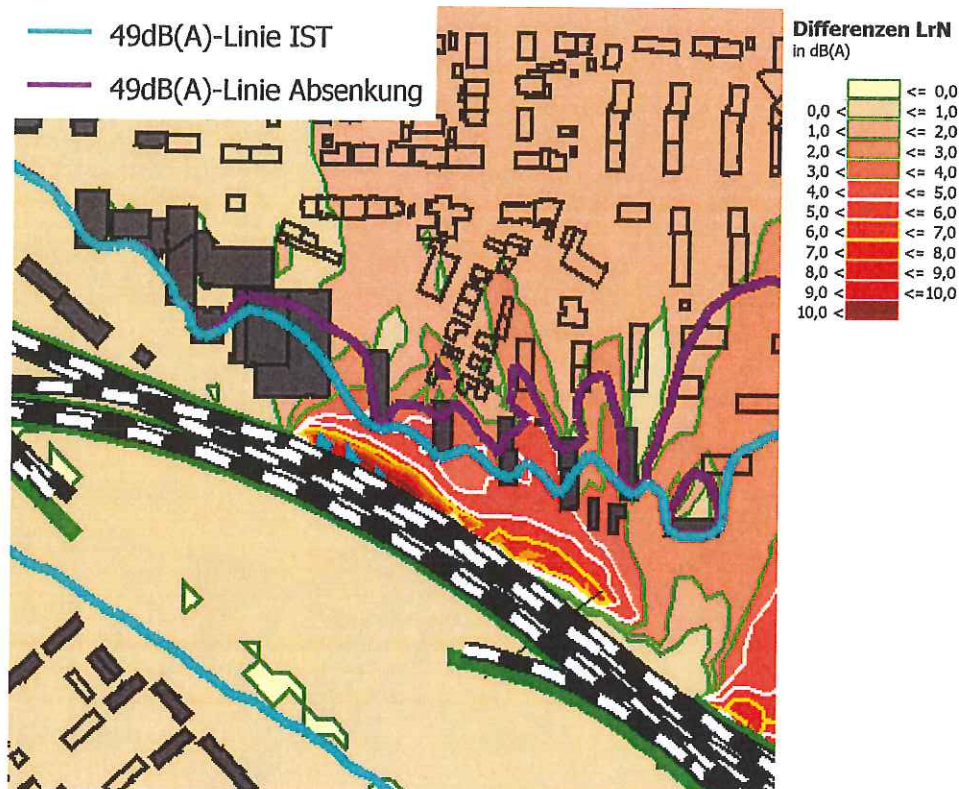 49dB(A)-Linie IST
49dB(A)-Linie Absenkung
Differenzen LrN
in dB(A)
<= 0,0
0,0 < <= 1,0
1,0 < <= 2,0
2,0 < <= 3,0
3,0 < <= 4,0
4,0 < <= 5,0
5,0 < <= 6,0
6,0 < <= 7,0
7,0 < <= 8,0
8,0 < <= 9,0
9,0 < <=10,0
10,0 <